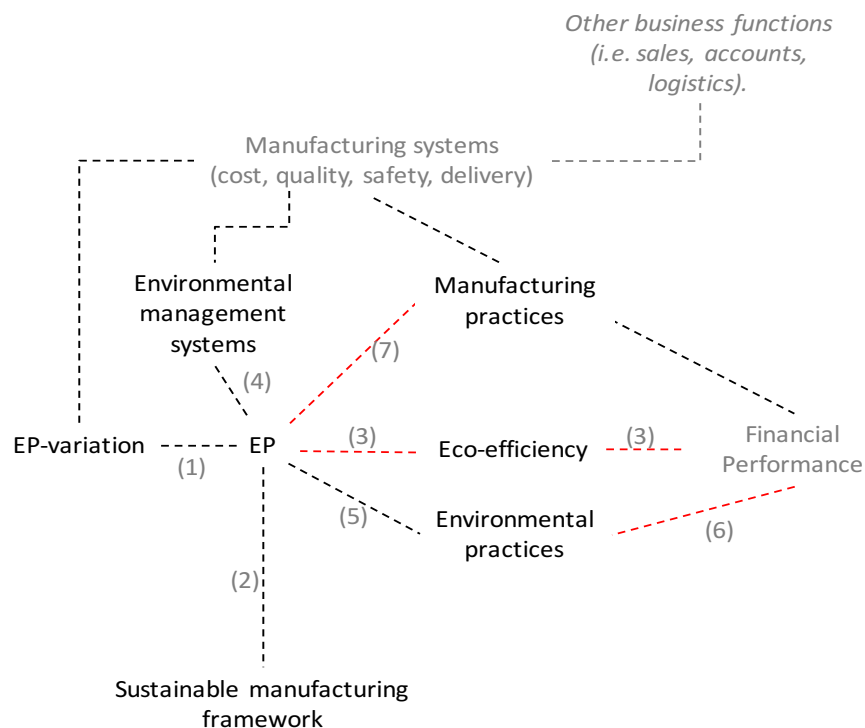 Other business functions
(i.e. sales, accounts,
logistics).
Manufacturing systems
(cost, quality, safety, delivery)
Environmental
management
systems
Manufacturing
practices
(7)
(4)
EP-variation
(1)
EP
(3)
Eco-efficiency
(3)
Financial
Performance
(5)
Environmental
practices
(6)
(2)
Sustainable manufacturing
framework